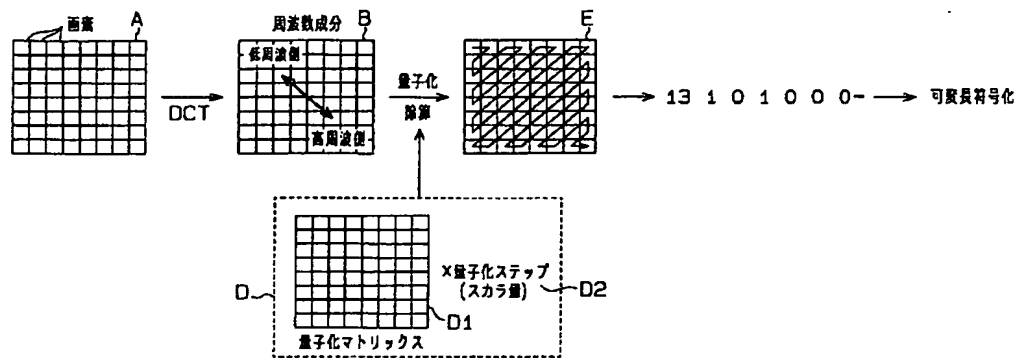 画素 A
周波数成分 B
E
低周波側
高周波側
DCT
量子化
除算
13 1 0 1 0 0 0-
可変長符号化
D
D1
×量子化ステップ
(スカラ量)
D2
量子化マトリックス